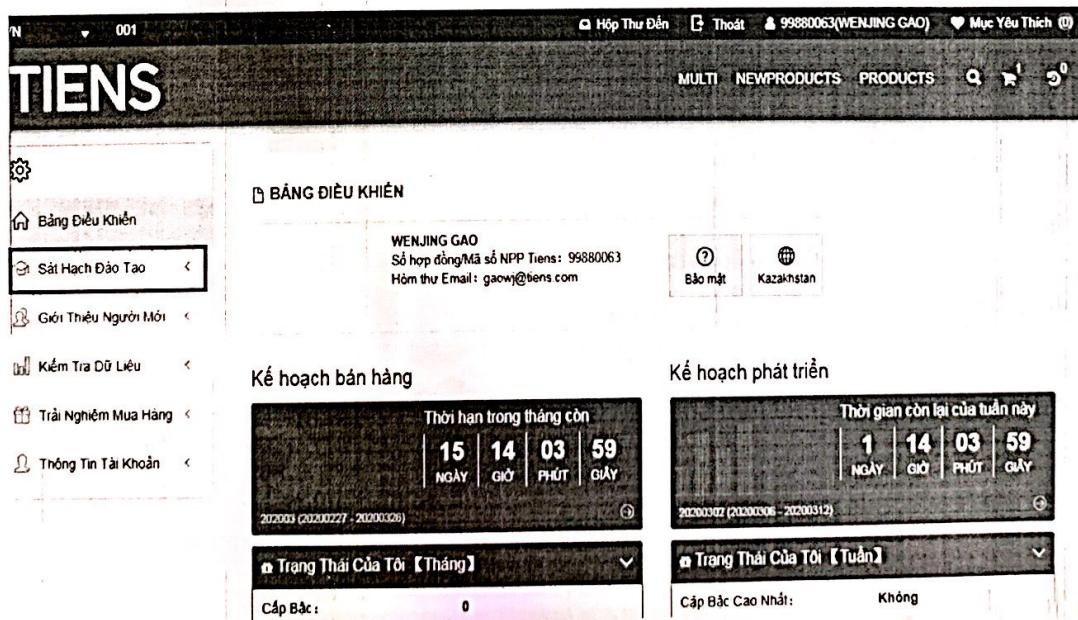 VN 001 Hộp Thư Đến Thoát 99880063(WENJING GAO) Mục Yêu Thích (0)
TIENS MULTI NEWPRODUCTS PRODUCTS 1 0
BẢNG ĐIỀU KHIỂN
Bảng Điều Khiển
Sát Hạch Đào Tạo
Giới Thiệu Người Mới
Kiểm Tra Dữ Liệu
Trải Nghiệm Mua Hàng
Thông Tin Tài Khoản
WENJING GAO
Số hợp đồng/Mã số NPP Tiens: 99880063
Hòm thư Email: gaowj@tiens.com
Bảo mật
Kazakhstan
Kế hoạch bán hàng
Thời hạn trong tháng còn
15 14 03 59
NGÀY GIỜ PHÚT GIÂY
202003 (20200227 - 20200326)
Trạng Thái Của Tôi【Tháng】
Cấp Bậc: 0
Kế hoạch phát triển
Thời gian còn lại của tuần này
1 14 03 59
NGÀY GIỜ PHÚT GIÂY
20200302 (20200306 - 20200312)
Trạng Thái Của Tôi【Tuần】
Cấp Bậc Cao Nhất: Không